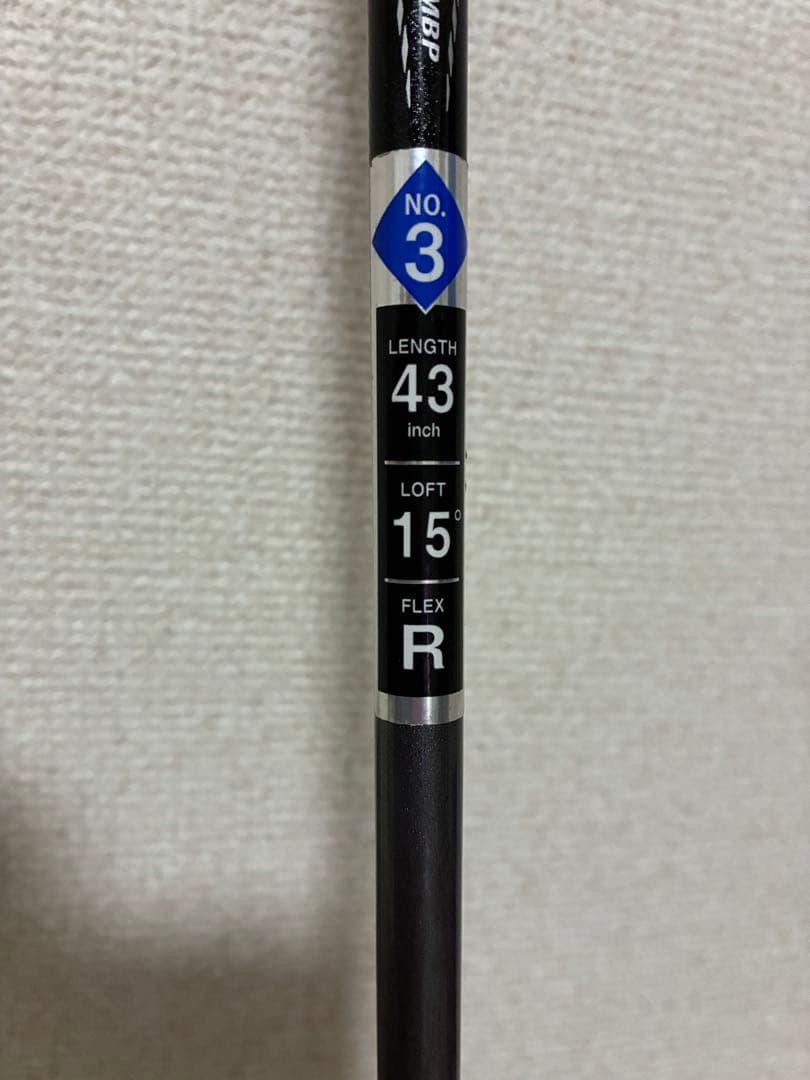 MBP
NO.
3
LENGTH
43
inch
LOFT
15°
FLEX
R